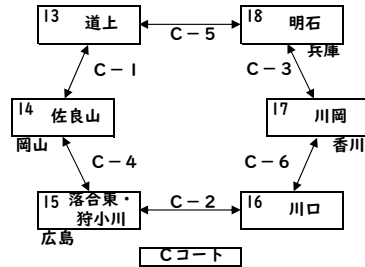 13 道上
18 明石
兵庫
C-5
C-1
C-3
14 佐良山
岡山
17 川岡
香川
C-4
C-6
15 落合東・
狩小川
広島
C-2
16 川口
Cコート